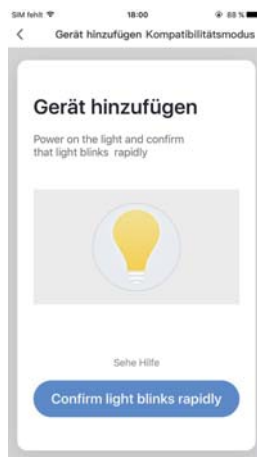 SIM fehlt 18:00 88 %
Gerät hinzufügen Kompatibilitätsmodus
Gerät hinzufügen
Power on the light and confirm
that light blinks rapidly
Sehe Hilfe
Confirm light blinks rapidly